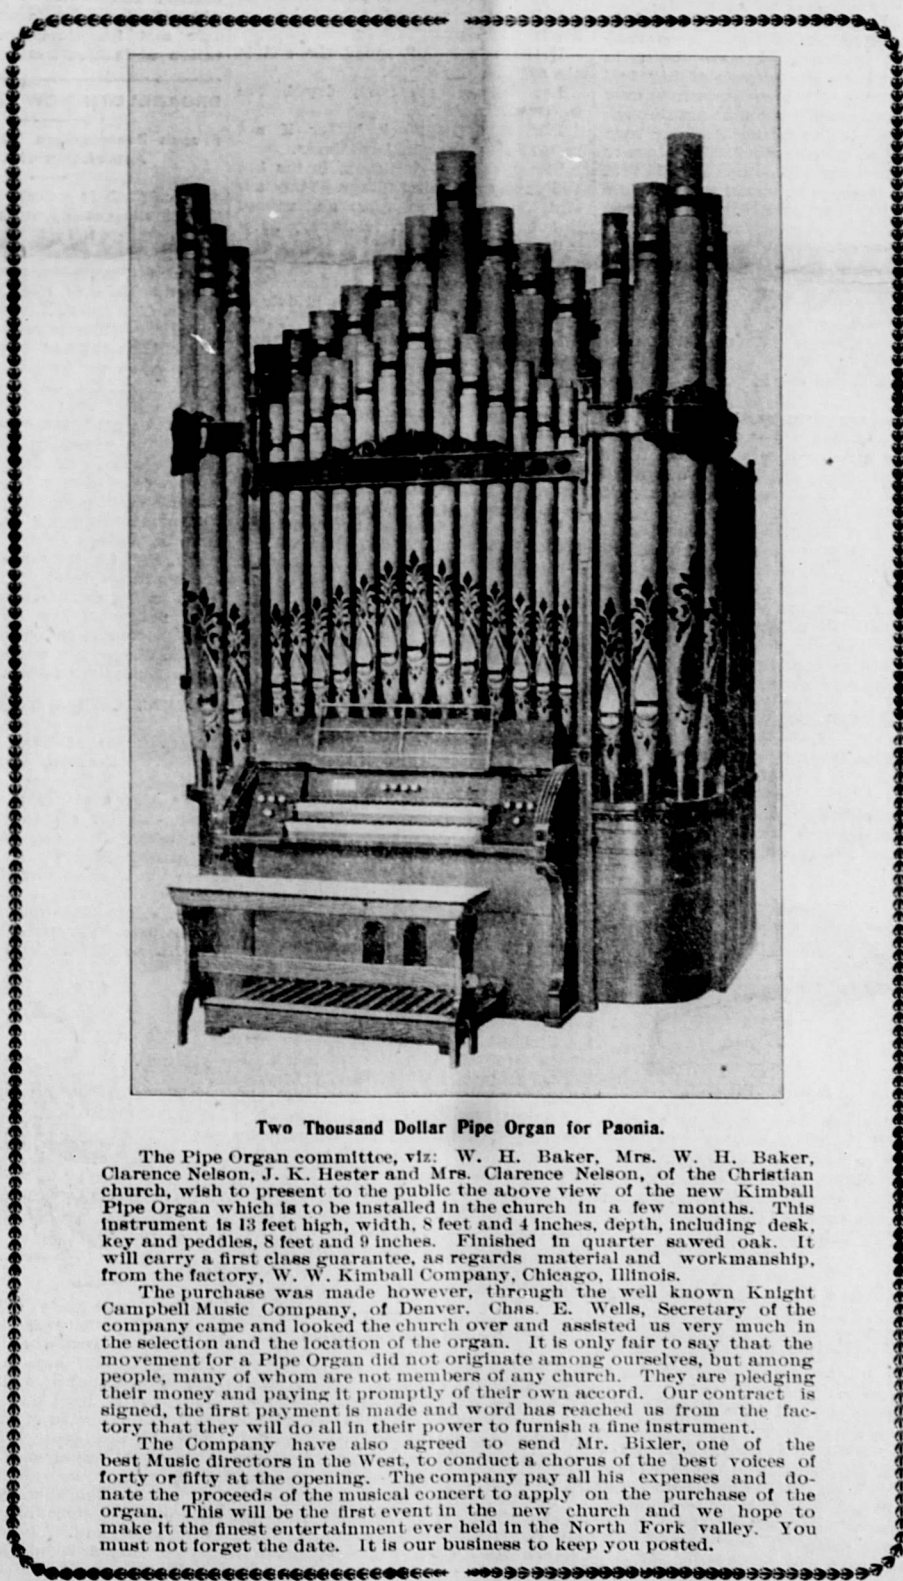 Two Thousand Dollar Pipe Organ for Paonia.
The Pipe Organ committee, viz: W. H. Baker, Mrs. W. H. Baker,
Clarence Nelson, J. K. Hester and Mrs. Clarence Nelson, of the Christian
church, wish to present to the public the above view of the new Kimball
Pipe Organ which is to be installed in the church in a few months. This
instrument is 13 feet high, width, 8 feet and 4 inches, depth, including desk,
key and peddles, 8 feet and 9 inches. Finished in quarter sawed oak. It
will carry a first class guarantee, as regards material and workmanship,
from the factory, W. W. Kimball Company, Chicago, Illinois.
The purchase was made however, through the well known Knight
Campbell Music Company, of Denver. Chas. E. Wells, Secretary of the
company came and looked the church over and assisted us very much in
the selection and the location of the organ. It is only fair to say that the
movement for a Pipe Organ did not originate among ourselves, but among
people, many of whom are not members of any church. They are pledging
their money and paying it promptly of their own accord. Our contract is
signed, the first payment is made and word has reached us from the fac-
tory that they will do all in their power to furnish a fine instrument.
The Company have also agreed to send Mr. Bixler, one of the
best Music directors in the West, to conduct a chorus of the best voices of
forty or fifty at the opening. The company pay all his expenses and do-
nate the proceeds of the musical concert to apply on the purchase of the
organ. This will be the first event in the new church and we hope to
make it the finest entertainment ever held in the North Fork valley. You
must not forget the date. It is our business to keep you posted.